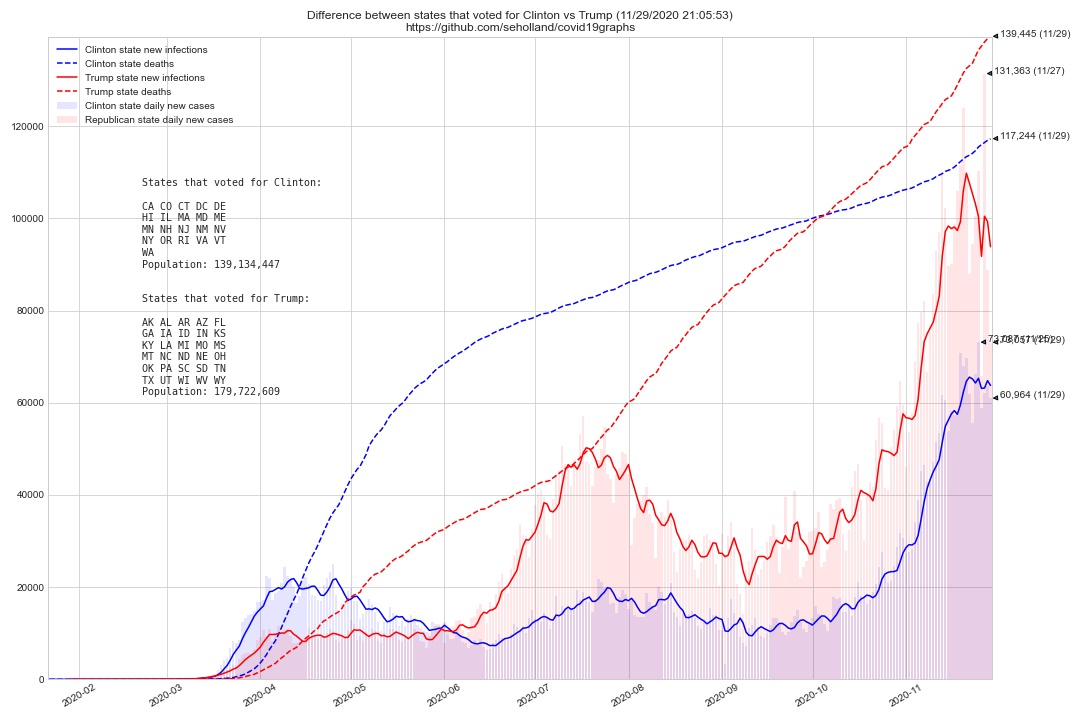 Difference between states that voted for Clinton vs Trump (11/29/2020 21:05:53)
https://github.com/seholland/covid19graphs
Clinton state new infections
Clinton state deaths
Trump state new infections
Trump state deaths
Clinton state daily new cases
Republican state daily new cases
139,445 (11/29)
131,363 (11/27)
117,244 (11/29)
60,964 (11/29)
States that voted for Clinton:
CA CO CT DC DE
HI IL MA MD ME
MN NH NJ NM NV
NY OR RI VA VT
WA
Population: 139,134,447
States that voted for Trump:
AK AL AR AZ FL
GA IA ID IN KS
KY LA MI MO MS
MT NC ND NE OH
OK PA SC SD TN
TX UT WI WV WY
Population: 179,722,609
120000
100000
80000
60000
40000
20000
0
2020-02
2020-03
2020-04
2020-05
2020-06
2020-07
2020-08
2020-09
2020-10
2020-11